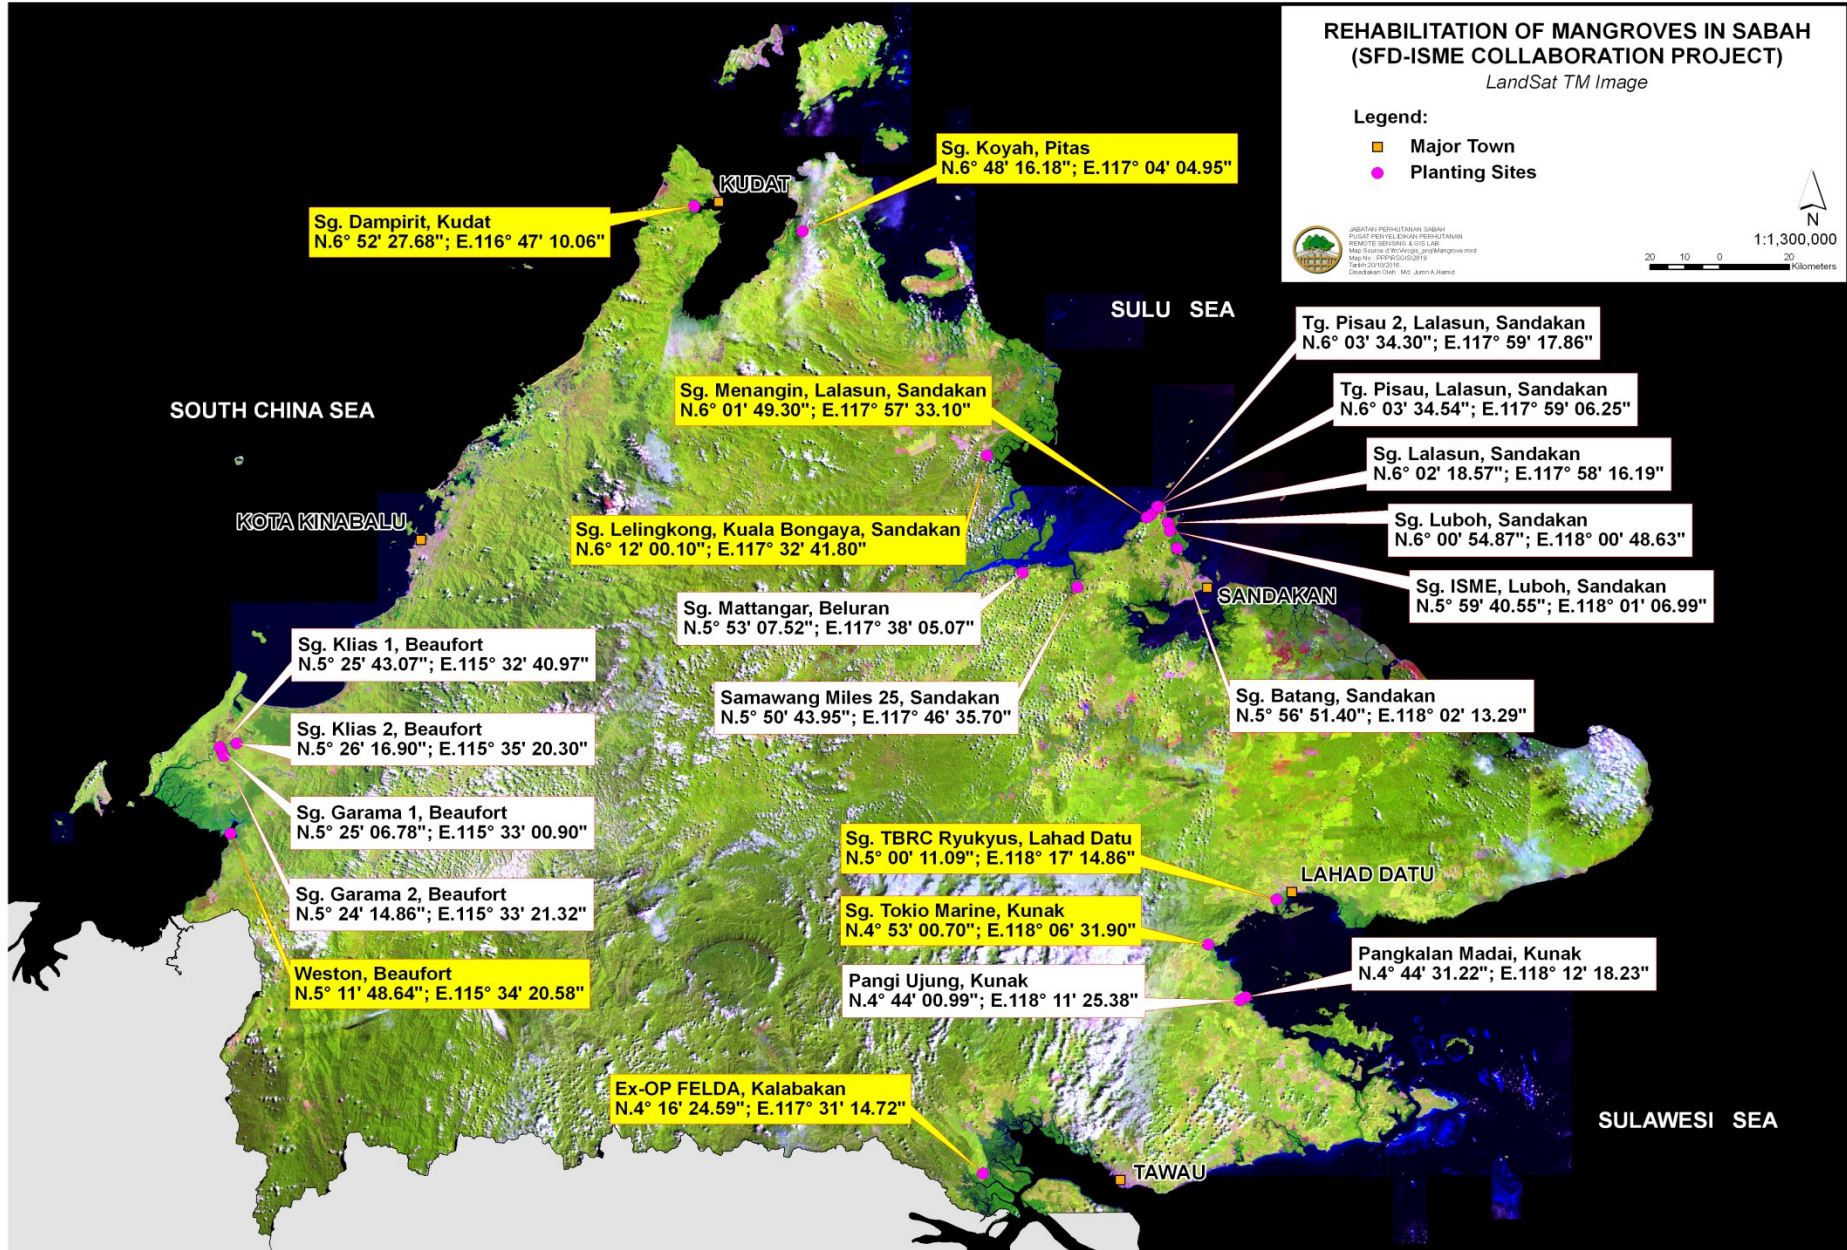 REHABILITATION OF MANGROVES IN SABAH
(SFD-ISME COLLABORATION PROJECT)
LandSat TM Image
Legend:
Major Town
Planting Sites
N
1:1,300,000
20 10 0 20
Kilometers
JABATAN PERHUTANAN SABAH
PUSAT PENYELIDIKAN PERHUTANAN
REMOTE SENSING & GIS LAB
Sg. Koyah, Pitas
N.6° 48' 16.18"; E.117° 04' 04.95"
KUDAT
Sg. Dampirit, Kudat
N.6° 52' 27.68"; E.116° 47' 10.06"
SULU SEA
Tg. Pisau 2, Lalasun, Sandakan
N.6° 03' 34.30"; E.117° 59' 17.86"
Sg. Menangin, Lalasun, Sandakan
N.6° 01' 49.30"; E.117° 57' 33.10"
Tg. Pisau, Lalasun, Sandakan
N.6° 03' 34.54"; E.117° 59' 06.25"
SOUTH CHINA SEA
Sg. Lalasun, Sandakan
N.6° 02' 18.57"; E.117° 58' 16.19"
KOTA KINABALU
Sg. Lelingkong, Kuala Bongaya, Sandakan
N.6° 12' 00.10"; E.117° 32' 41.80"
Sg. Luboh, Sandakan
N.6° 00' 54.87"; E.118° 00' 48.63"
Sg. ISME, Luboh, Sandakan
N.5° 59' 40.55"; E.118° 01' 06.99"
SANDAKAN
Sg. Mattangar, Beluran
N.5° 53' 07.52"; E.117° 38' 05.07"
Sg. Klias 1, Beaufort
N.5° 25' 43.07"; E.115° 32' 40.97"
Samawang Miles 25, Sandakan
N.5° 50' 43.95"; E.117° 46' 35.70"
Sg. Batang, Sandakan
N.5° 56' 51.40"; E.118° 02' 13.29"
Sg. Klias 2, Beaufort
N.5° 26' 16.90"; E.115° 35' 20.30"
Sg. Garama 1, Beaufort
N.5° 25' 06.78"; E.115° 33' 00.90"
Sg. TBRC Ryukyus, Lahad Datu
N.5° 00' 11.09"; E.118° 17' 14.86"
LAHAD DATU
Sg. Garama 2, Beaufort
N.5° 24' 14.86"; E.115° 33' 21.32"
Sg. Tokio Marine, Kunak
N.4° 53' 00.70"; E.118° 06' 31.90"
Weston, Beaufort
N.5° 11' 48.64"; E.115° 34' 20.58"
Pangi Ujung, Kunak
N.4° 44' 00.99"; E.118° 11' 25.38"
Pangkalan Madai, Kunak
N.4° 44' 31.22"; E.118° 12' 18.23"
Ex-OP FELDA, Kalabakan
N.4° 16' 24.59"; E.117° 31' 14.72"
SULAWESI SEA
TAWAU